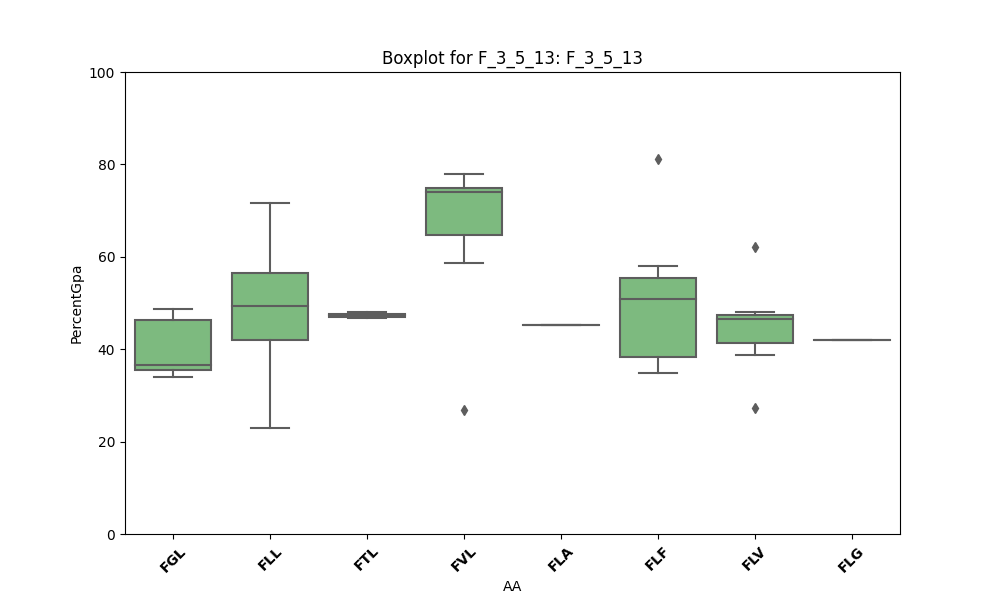 Boxplot for F_3_5_13: F_3_5_13
100
80
60
40
20
0
PercentGpa
FGL
FLL
FTL
FVL
FLA
FLF
FLV
FLG
AA